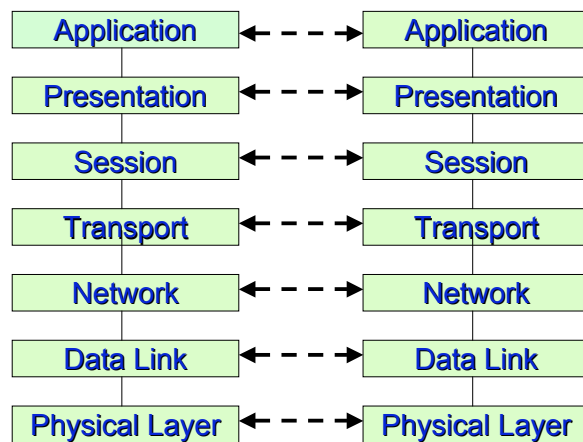 Application Application
Presentation Presentation
Session Session
Transport Transport
Network Network
Data Link Data Link
Physical Layer Physical Layer